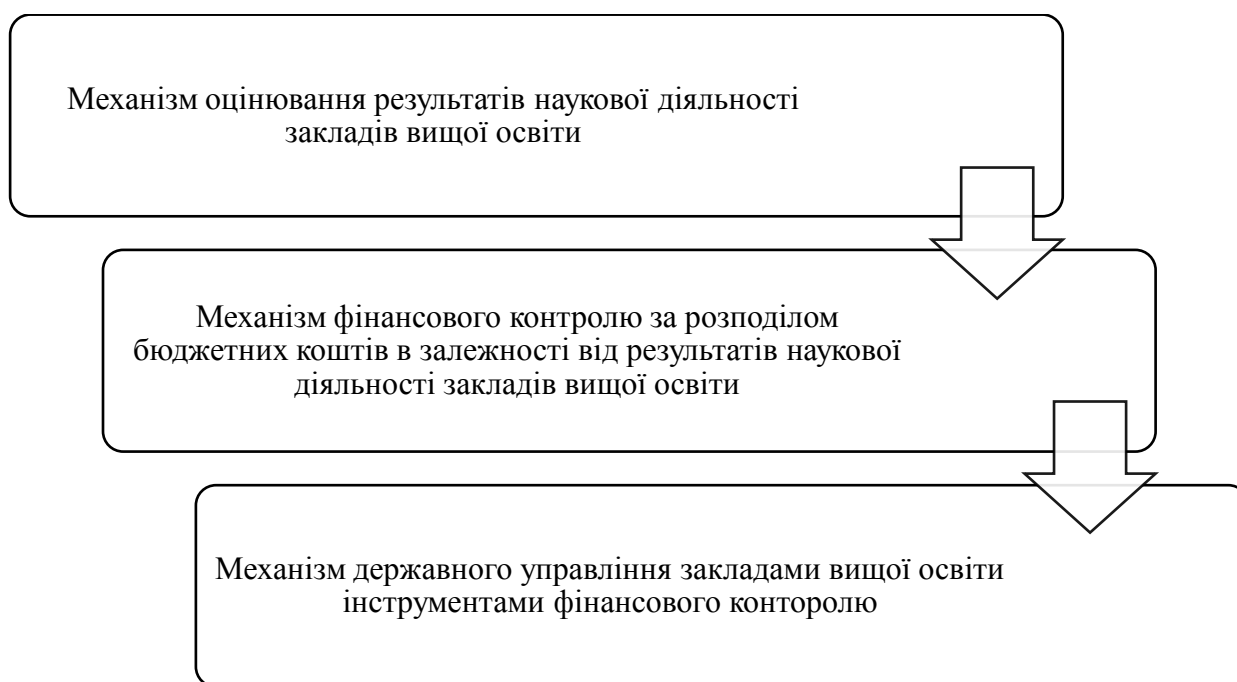 Механізм оцінювання результатів наукової діяльності
закладів вищої освіти
Механізм фінансового контролю за розподілом
бюджетних коштів в залежності від результатів наукової
діяльності закладів вищої освіти
Механізм державного управління закладами вищої освіти
інструментами фінансового конторолю